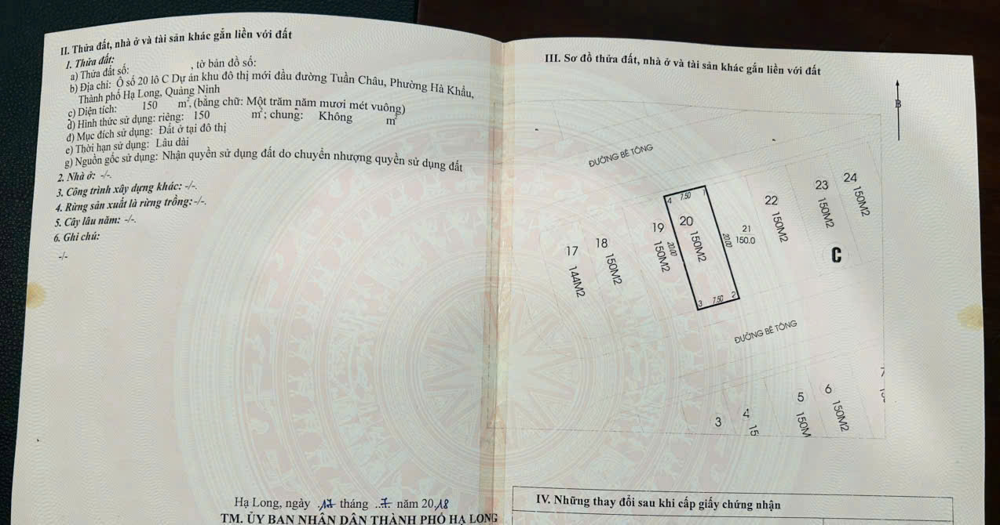 II. Thửa đất, nhà ở và tài sản khác gắn liền với đất
1. Thửa đất:
a) Thửa đất số: , tờ bản đồ số:
b) Địa chỉ: Ô số 20 lô C Dự án khu đô thị mới đầu đường Tuần Châu, Phường Hà Khẩu,
Thành phố Hạ Long, Quảng Ninh
c) Diện tích: 150 m², (bằng chữ: Một trăm năm mươi mét vuông)
d) Hình thức sử dụng: riêng: 150 m²; chung: Không m²
đ) Mục đích sử dụng: Đất ở tại đô thị
e) Thời hạn sử dụng: Lâu dài
g) Nguồn gốc sử dụng: Nhận quyền sử dụng đất do chuyển nhượng quyền sử dụng đất
2. Nhà ở: -/-.
3. Công trình xây dựng khác: -/-.
4. Rừng sản xuất là rừng trồng: -/-.
5. Cây lâu năm: -/-.
6. Ghi chú:
-/-
Hạ Long, ngày 17 tháng 7 năm 2018
TM. ỦY BAN NHÂN DÂN THÀNH PHỐ HẠ LONG
III. Sơ đồ thửa đất, nhà ở và tài sản khác gắn liền với đất
B
ĐƯỜNG BÊ TÔNG
24
150M2
23
150M2
22
150M2
21
150.0
4 7.50 1
20
150M2
20.00
20.00
3 7.50 2
19
150M2
18
150M2
17
144M2
C
ĐƯỜNG BÊ TÔNG
7
6
150M2
5
150M
4
15
3
IV. Những thay đổi sau khi cấp giấy chứng nhận